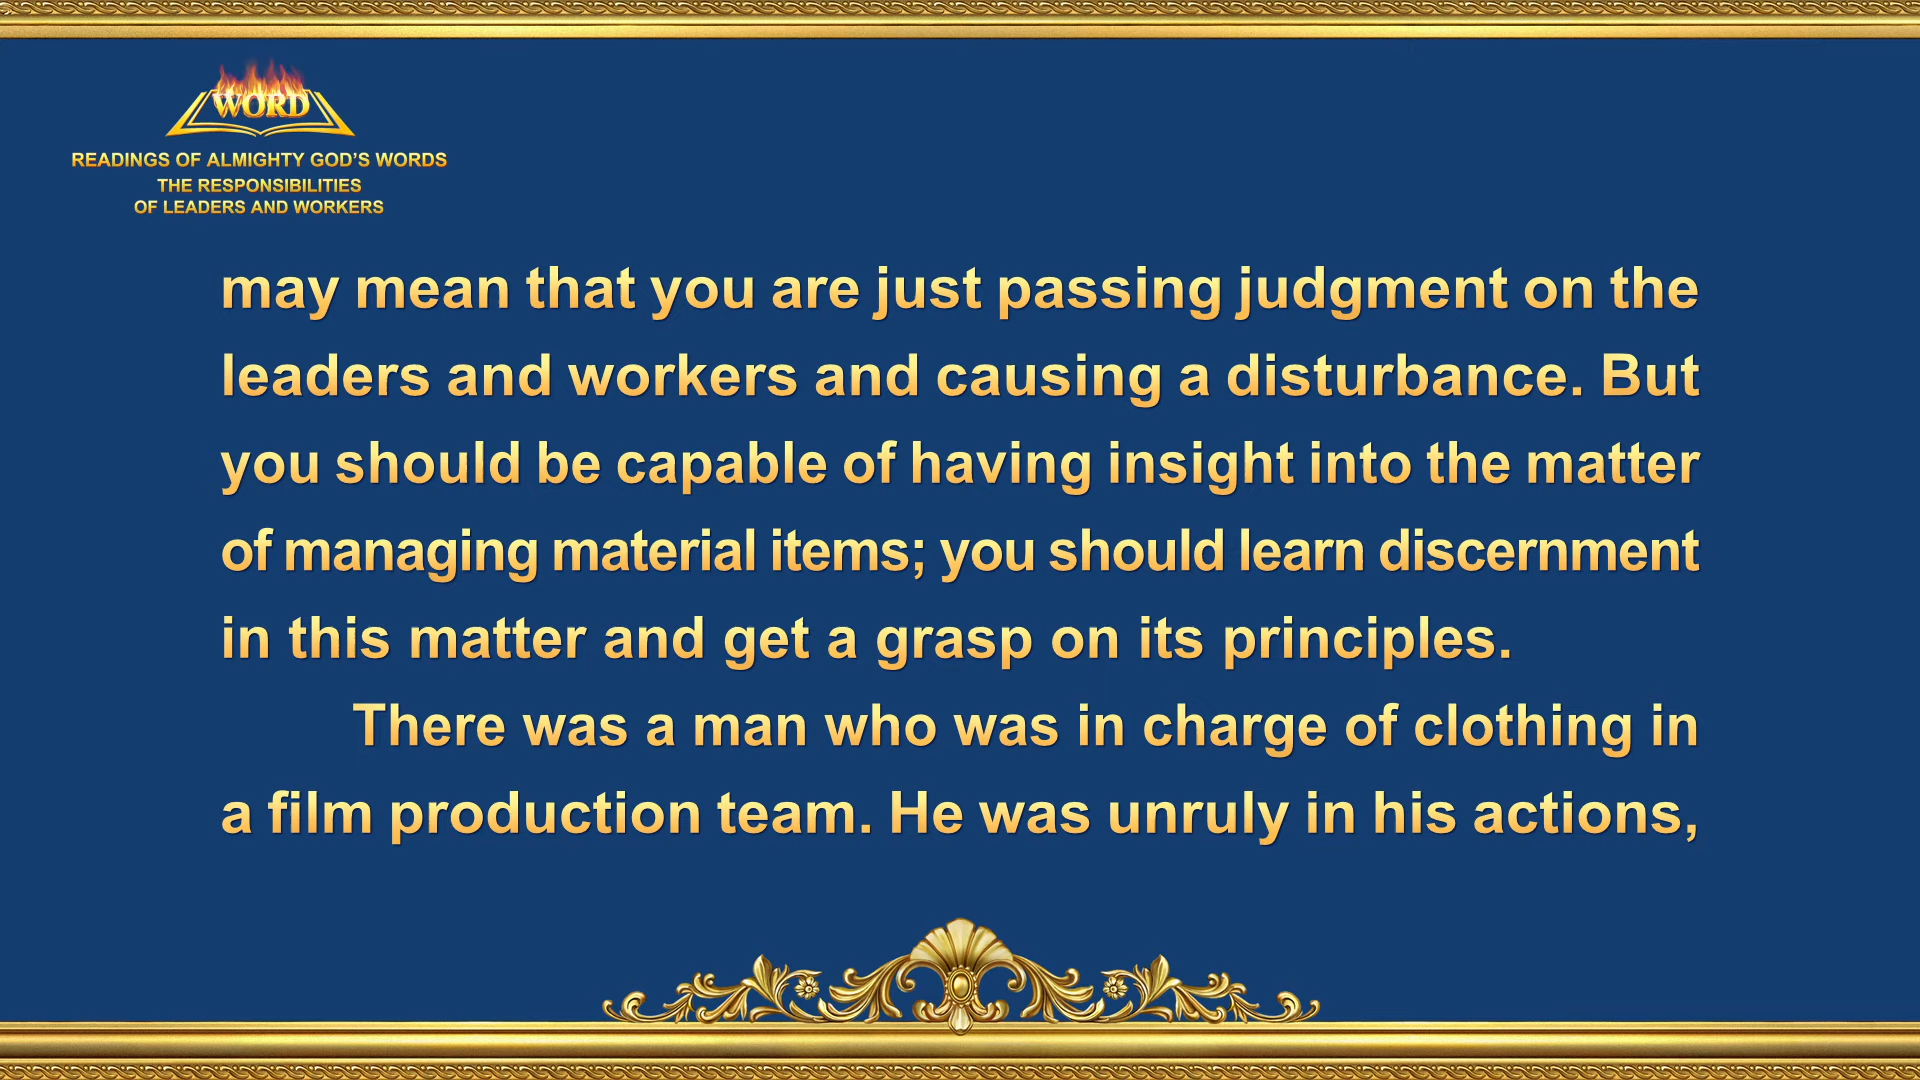 WORD
READINGS OF ALMIGHTY GOD'S WORDS
THE RESPONSIBILITIES
OF LEADERS AND WORKERS
may mean that you are just passing judgment on the
leaders and workers and causing a disturbance. But
you should be capable of having insight into the matter
of managing material items; you should learn discernment
in this matter and get a grasp on its principles.
There was a man who was in charge of clothing in
a film production team. He was unruly in his actions,